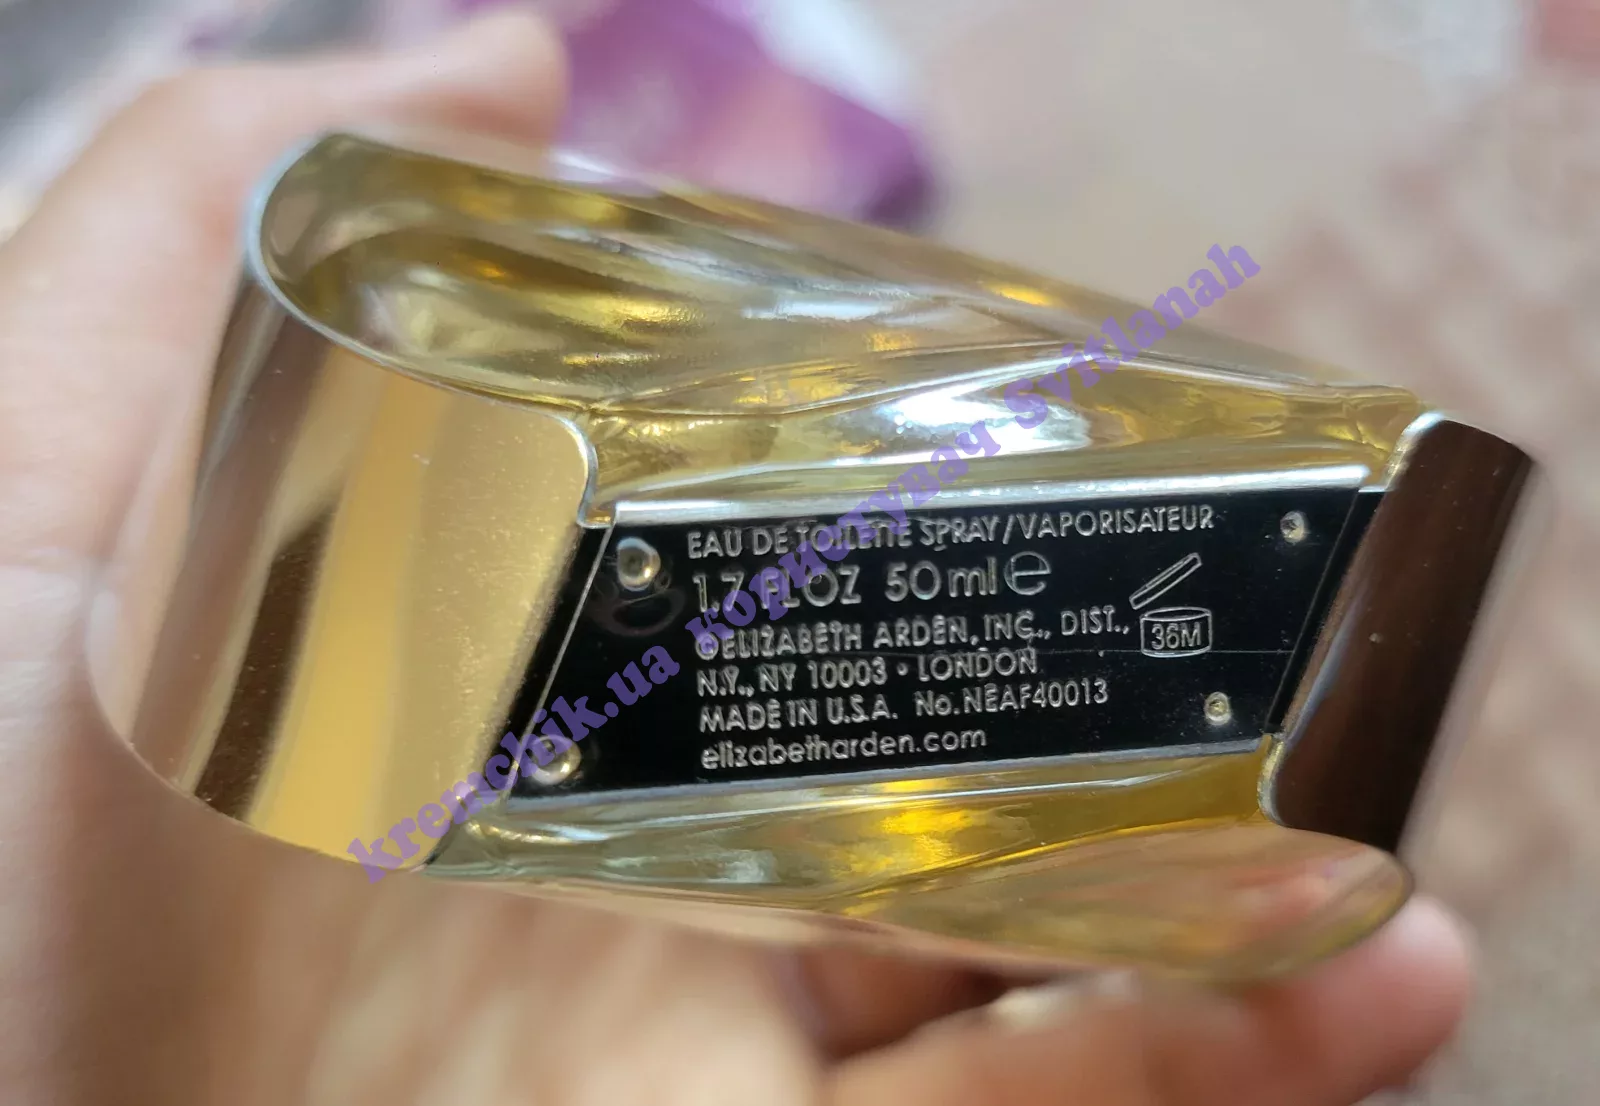 EAU DE TOILETTE SPRAY/VAPORISATEUR
1.7 FL OZ 50 ml e
©ELIZABETH ARDEN, INC., DIST.,
N.Y., NY 10003 • LONDON
MADE IN U.S.A. No. NEAF40013
elizabetharden.com
36M
kremchik.ua користувач Svitlanah